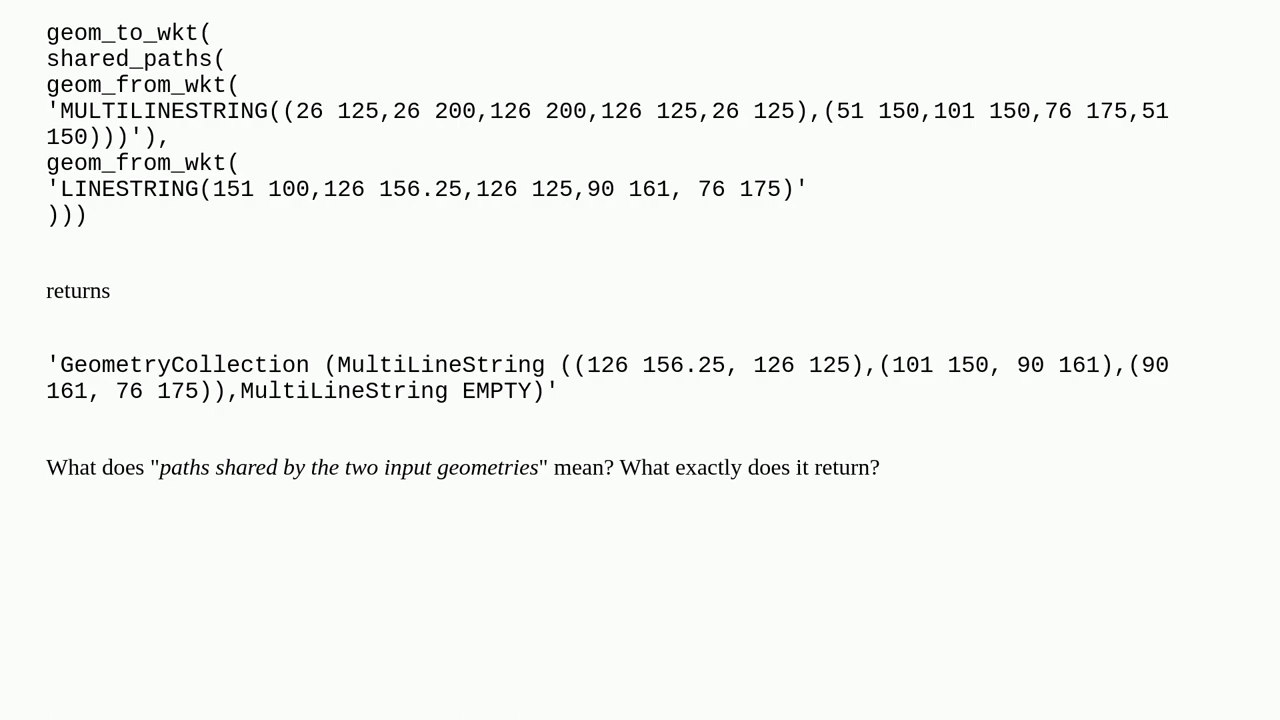 geom_to_wkt(
shared_paths(
geom_from_wkt(
'MULTILINESTRING((26 125,26 200,126 200,126 125,26 125),(51 150,101 150,76 175,51
150)))'),
geom_from_wkt(
'LINESTRING(151 100,126 156.25,126 125,90 161, 76 175)'
)))
returns
'GeometryCollection (MultiLineString ((126 156.25, 126 125),(101 150, 90 161),(90
161, 76 175)),MultiLineString EMPTY)'
What does "paths shared by the two input geometries" mean? What exactly does it return?